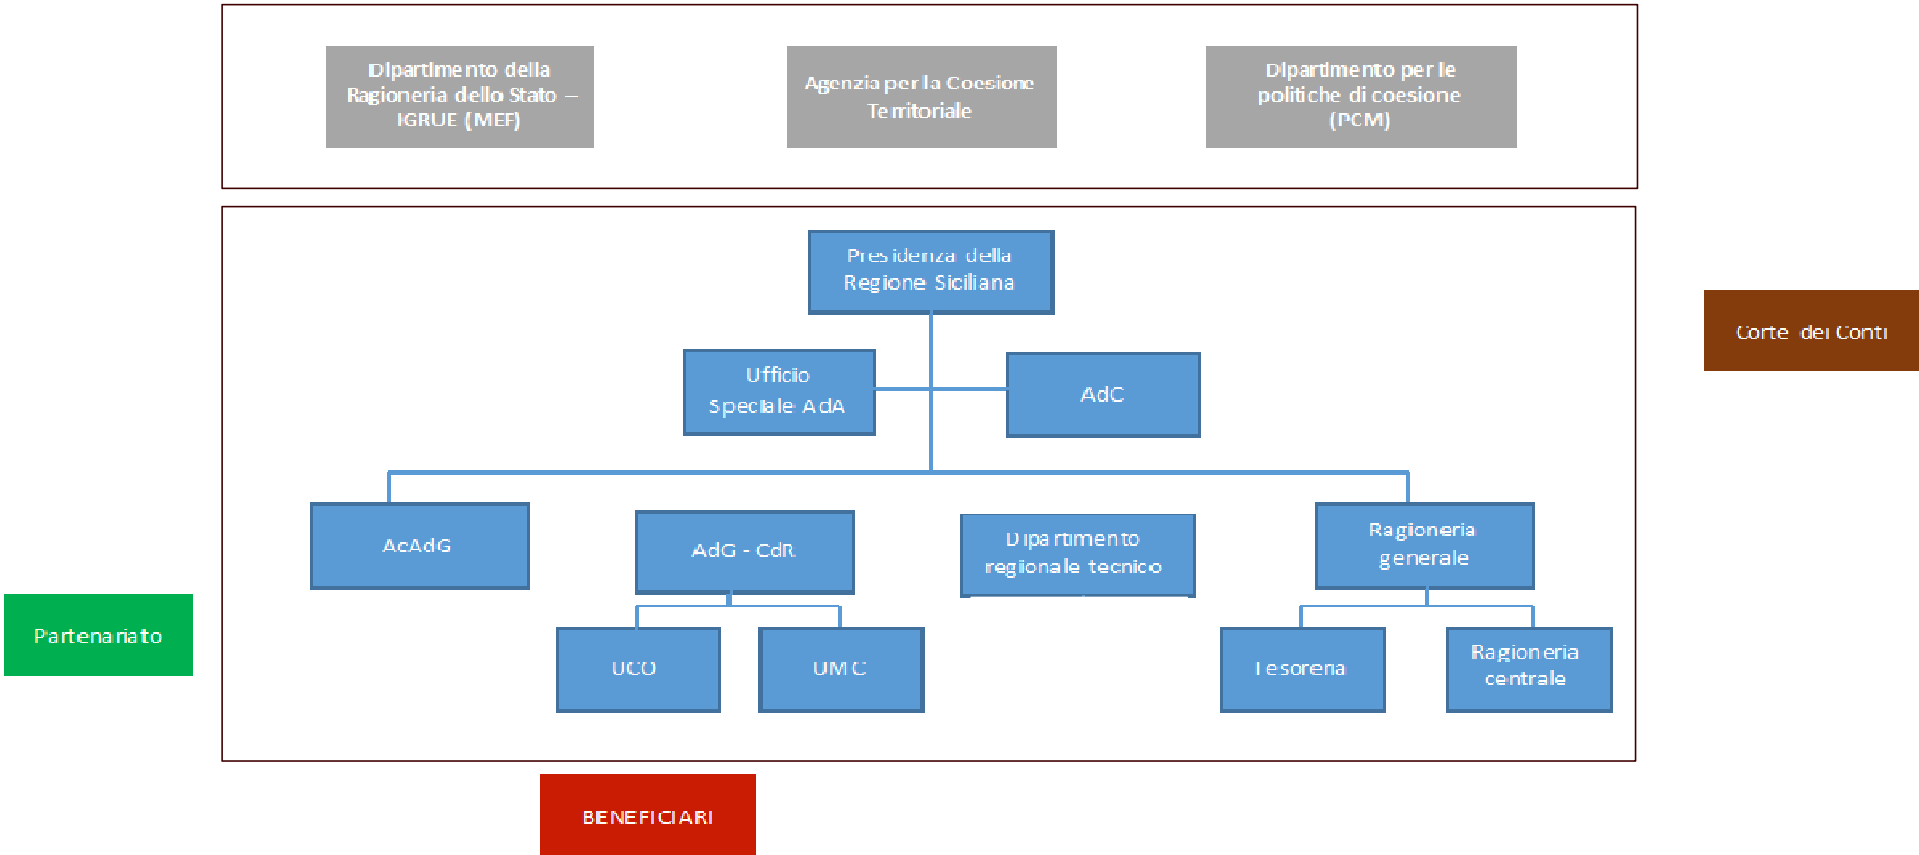 Dipartimento della
Ragioneria dello Stato –
IGRUE (MEF)
Agenzia per la Coesione
Territoriale
Dipartimento per le
politiche di coesione
(PCM)
Presidenza della
Regione Siciliana
Corte dei Conti
Ufficio
Speciale AdA
AdC
AcAdG
AdG - CdR
Dipartimento
regionale tecnico
Ragioneria
generale
Partenariato
UCO
UMC
Tesoreria
Ragioneria
centrale
BENEFICIARI